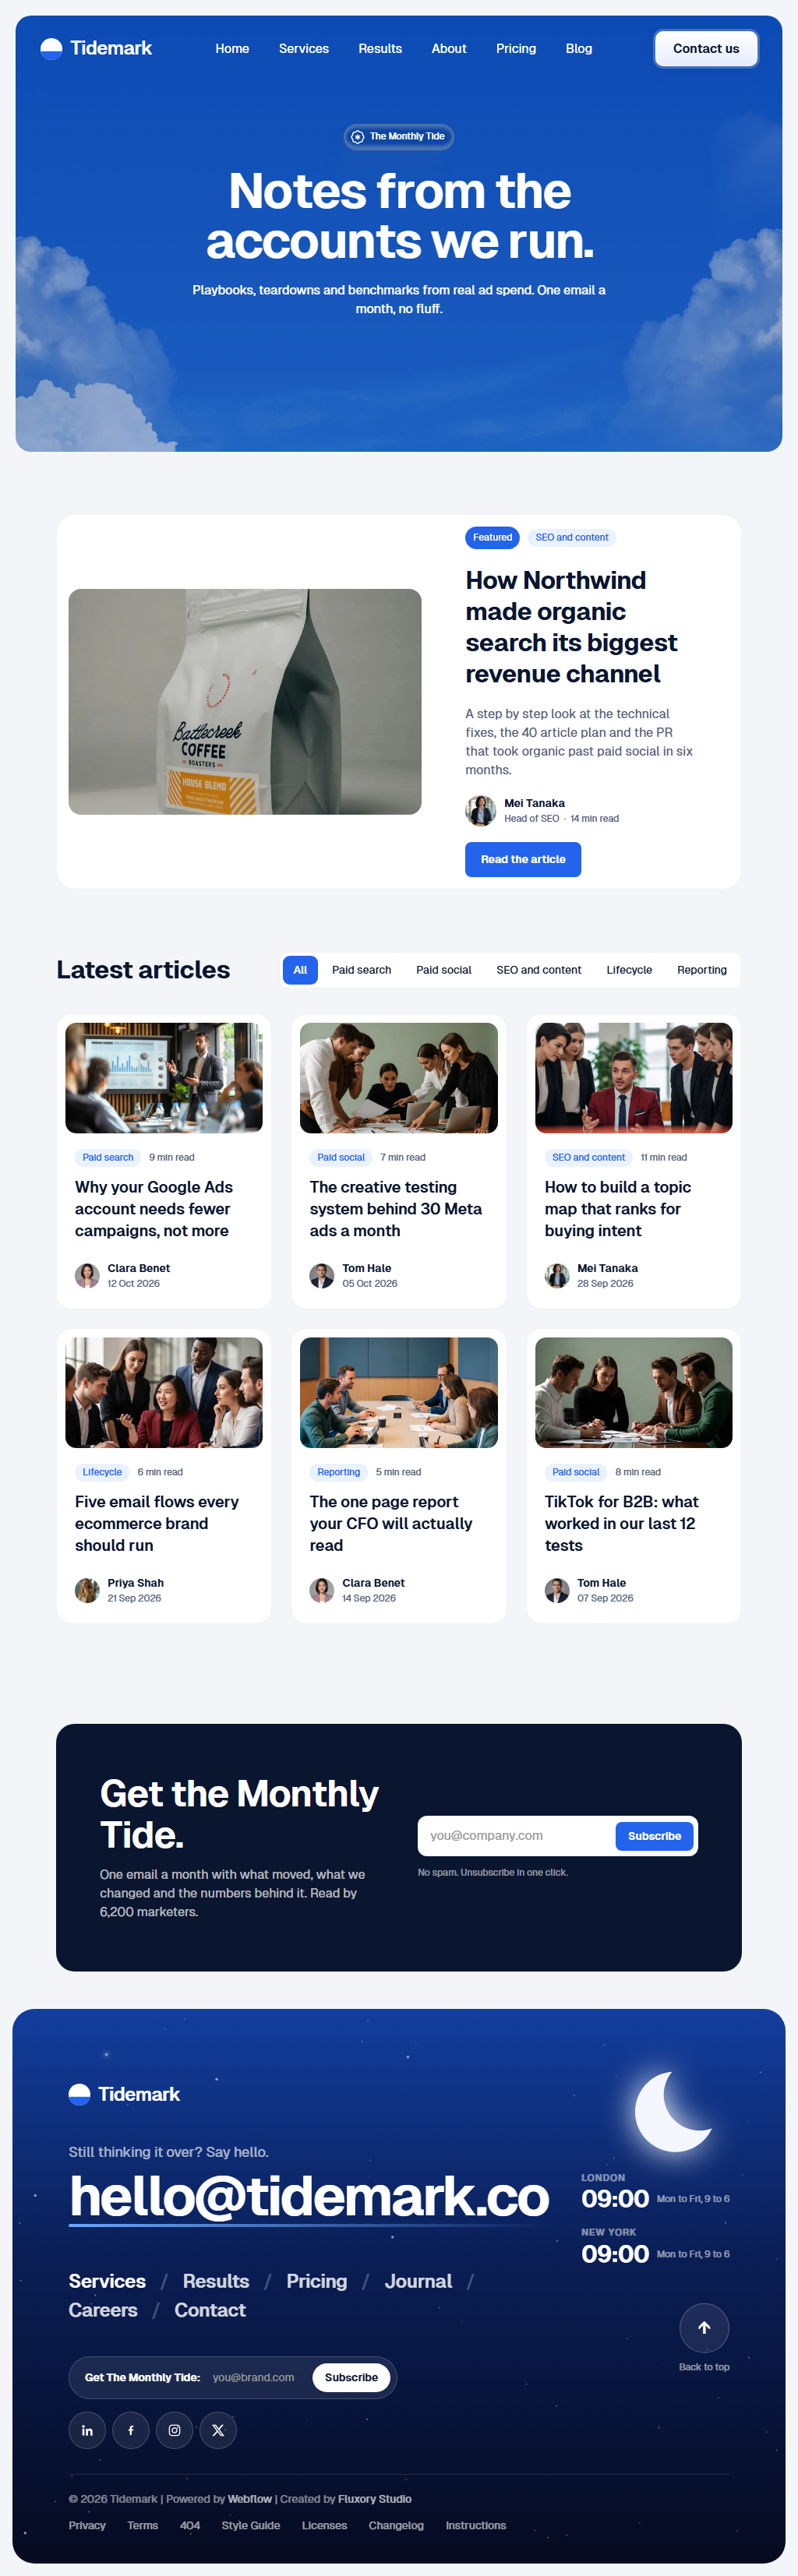 Tidemark
Home
Services
Results
About
Pricing
Blog
Contact us
The Monthly Tide
Notes from the
accounts we run.
Playbooks, teardowns and benchmarks from real ad spend. One email a
month, no fluff.
Battlecreek
COFFEE
ROASTERS
HOUSE BLEND
Featured
SEO and content
How Northwind
made organic
search its biggest
revenue channel
A step by step look at the technical
fixes, the 40 article plan and the PR
that took organic past paid social in six
months.
Mei Tanaka
Head of SEO · 14 min read
Read the article
Latest articles
All
Paid search
Paid social
SEO and content
Lifecycle
Reporting
Paid search
9 min read
Why your Google Ads
account needs fewer
campaigns, not more
Clara Benet
12 Oct 2026
Paid social
7 min read
The creative testing
system behind 30 Meta
ads a month
Tom Hale
05 Oct 2026
SEO and content
11 min read
How to build a topic
map that ranks for
buying intent
Mei Tanaka
28 Sep 2026
Lifecycle
6 min read
Five email flows every
ecommerce brand
should run
Priya Shah
21 Sep 2026
Reporting
5 min read
The one page report
your CFO will actually
read
Clara Benet
14 Sep 2026
Paid social
8 min read
TikTok for B2B: what
worked in our last 12
tests
Tom Hale
07 Sep 2026
Get the Monthly
Tide.
One email a month with what moved, what we
changed and the numbers behind it. Read by
6,200 marketers.
you@company.com
Subscribe
No spam. Unsubscribe in one click.
Tidemark
Still thinking it over? Say hello.
hello@tidemark.co
LONDON
09:00 Mon to Fri, 9 to 6
NEW YORK
09:00 Mon to Fri, 9 to 6
Services / Results / Pricing / Journal /
Careers / Contact
Back to top
Get The Monthly Tide:
you@brand.com
Subscribe
© 2026 Tidemark | Powered by Webflow | Created by Fluxory Studio
Privacy
Terms
404
Style Guide
Licenses
Changelog
Instructions